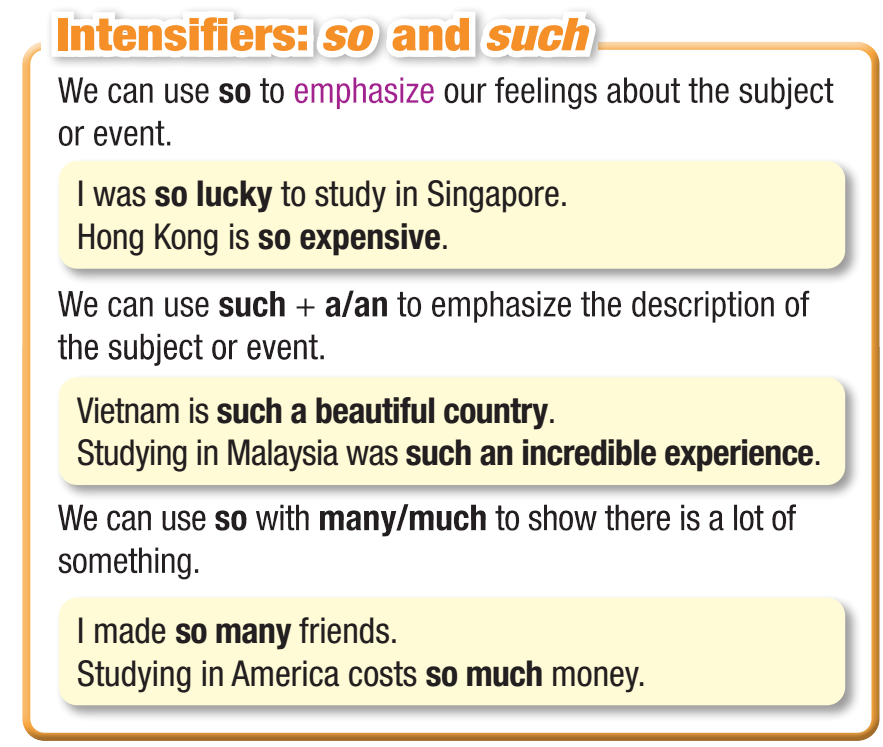 Intensifiers: so and such
We can use so to emphasize our feelings about the subject
or event.
I was so lucky to study in Singapore.
Hong Kong is so expensive.
We can use such + a/an to emphasize the description of
the subject or event.
Vietnam is such a beautiful country.
Studying in Malaysia was such an incredible experience.
We can use so with many/much to show there is a lot of
something.
I made so many friends.
Studying in America costs so much money.